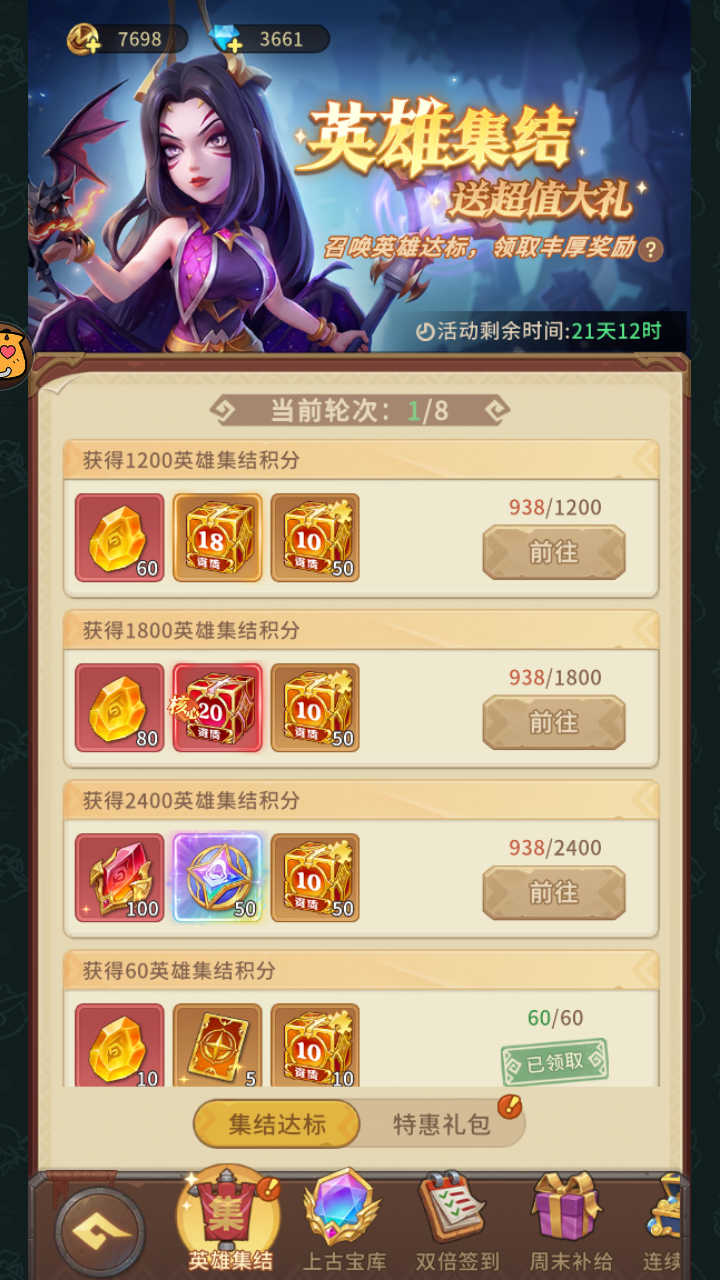 7698 3661
英雄集结
送超值大礼
召唤英雄达标，领取丰厚奖励?
活动剩余时间:21天12时
当前轮次：1/8
获得1200英雄集结积分
938/1200
60 18 资质 10 资质 50
前往
获得1800英雄集结积分
938/1800
80 核心 20 资质 10 资质 50
前往
获得2400英雄集结积分
938/2400
100 50 10 资质 50
前往
获得60英雄集结积分
60/60
10 5 10 资质 10
已领取
集结达标 特惠礼包
集
英雄集结 上古宝库 双倍签到 周末补给 连续